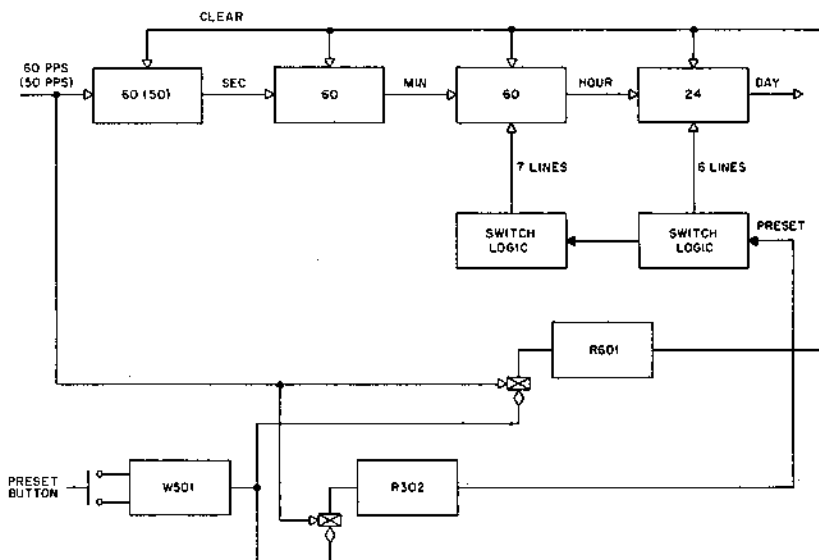 CLEAR
60 PPS
(50 PPS)
60 (50)
SEC
60
MIN
60
HOUR
24
DAY
7 LINES
6 LINES
SWITCH
LOGIC
SWITCH
LOGIC
PRESET
R601
PRESET
BUTTON
W501
R302